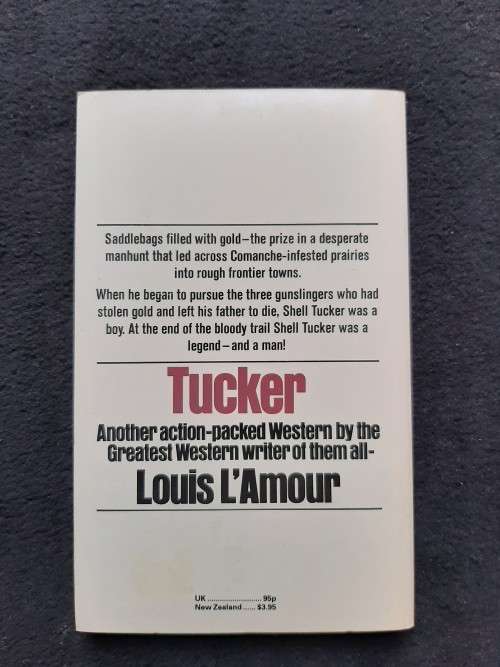 Saddlebags filled with gold–the prize in a desperate
manhunt that led across Comanche-infested prairies
into rough frontier towns.
When he began to pursue the three gunslingers who had
stolen gold and left his father to die, Shell Tucker was a
boy. At the end of the bloody trail Shell Tucker was a
legend–and a man!
Tucker
Another action-packed Western by the
Greatest Western writer of them all-
Louis L'Amour
UK ........................ 95p
New Zealand ...... $3.95